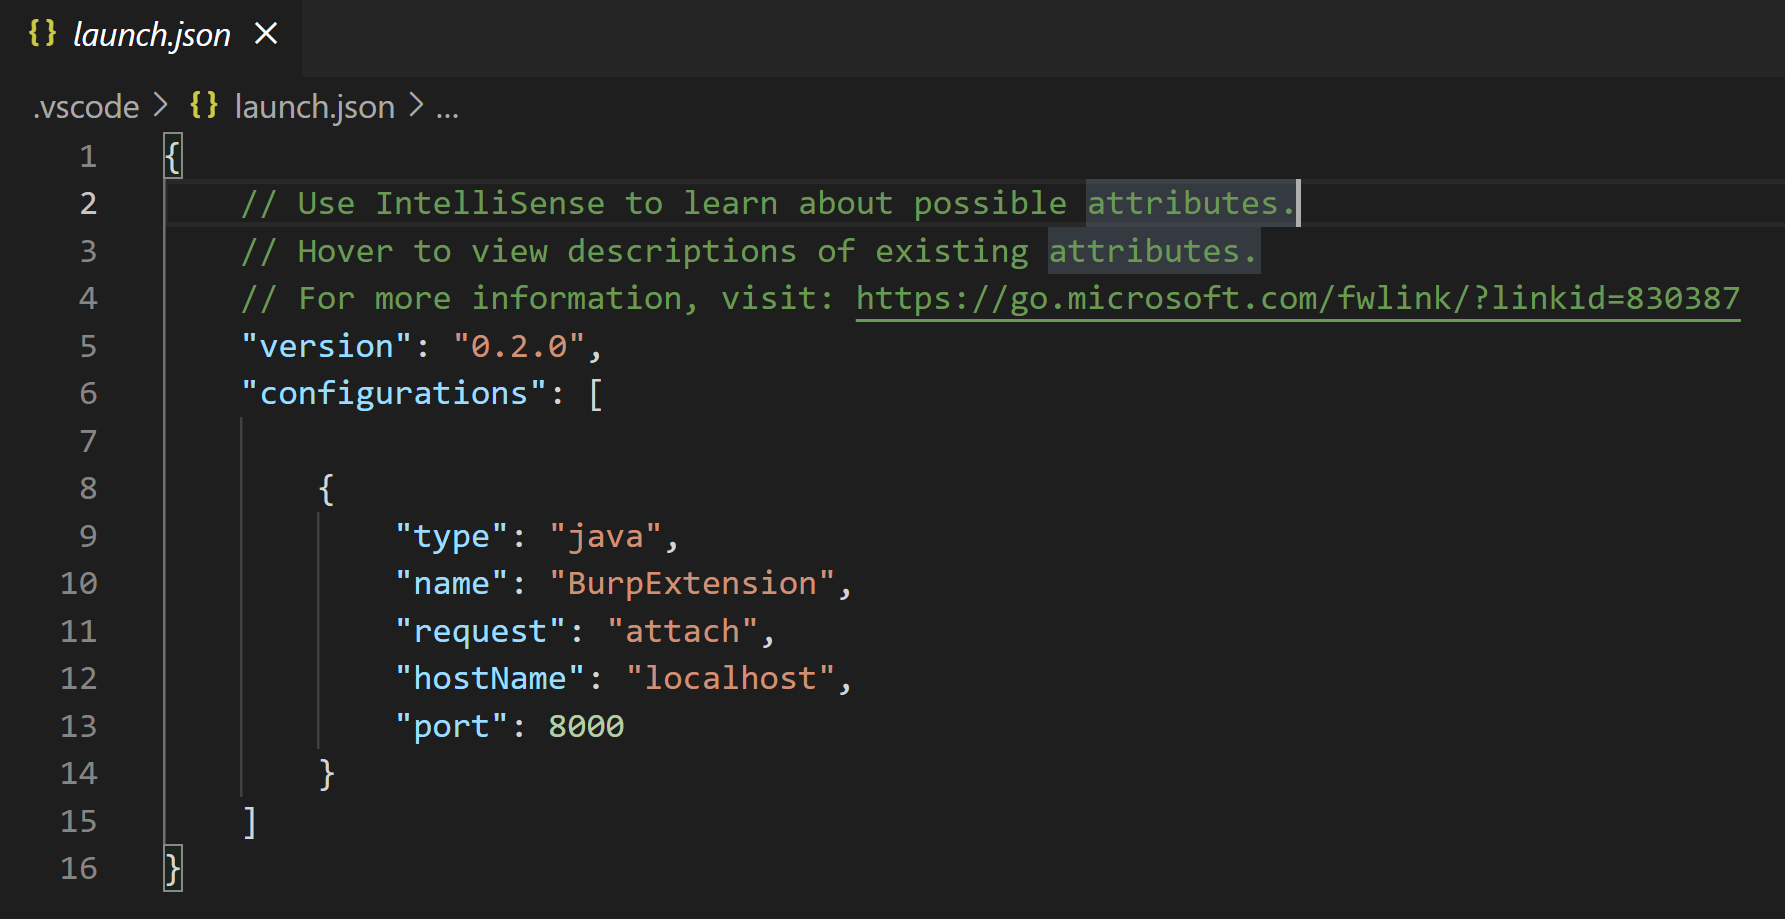 {} launch.json ×
.vscode > {} launch.json > ...
1 {
2 // Use IntelliSense to learn about possible attributes.
3 // Hover to view descriptions of existing attributes.
4 // For more information, visit: https://go.microsoft.com/fwlink/?linkid=830387
5 "version": "0.2.0",
6 "configurations": [
7
8 {
9 "type": "java",
10 "name": "BurpExtension",
11 "request": "attach",
12 "hostName": "localhost",
13 "port": 8000
14 }
15 ]
16 }